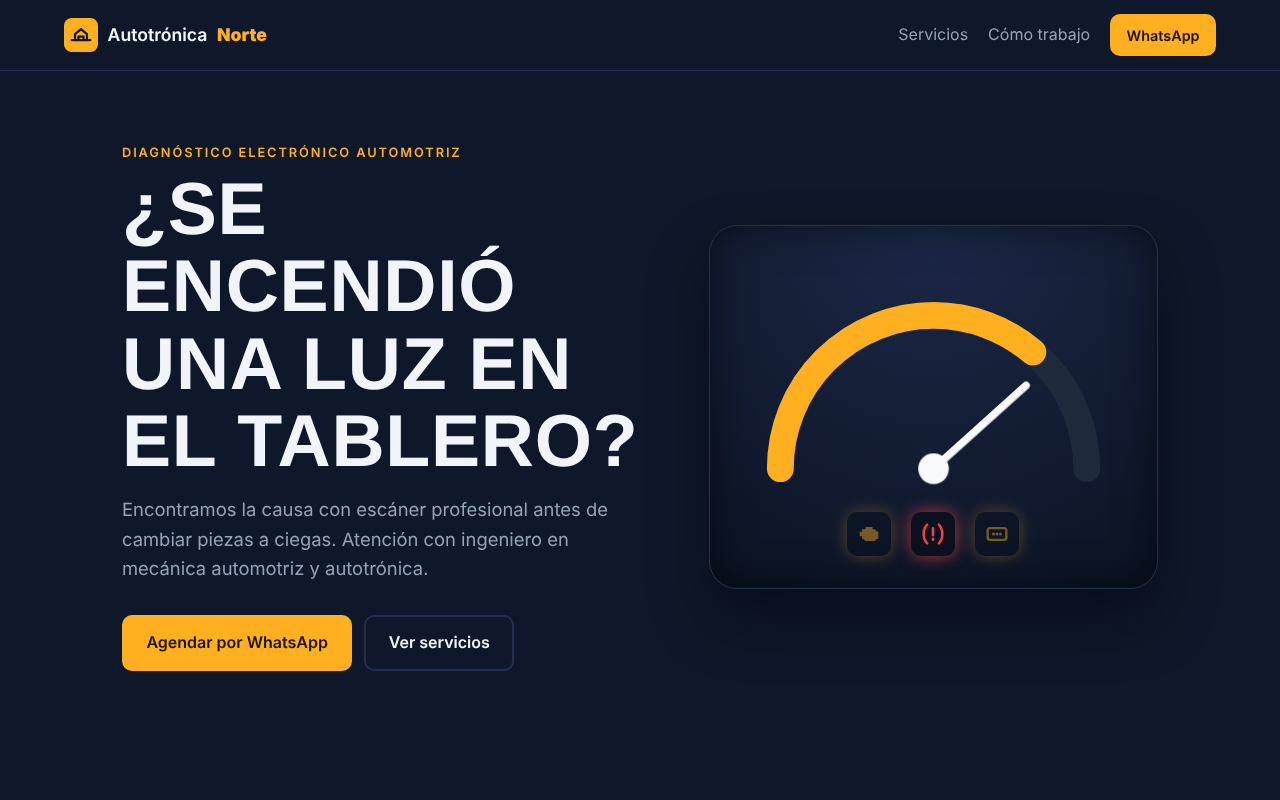 Autotrónica Norte
Servicios
Cómo trabajo
WhatsApp
DIAGNÓSTICO ELECTRÓNICO AUTOMOTRIZ
¿SE
ENCENDIÓ
UNA LUZ EN
EL TABLERO?
Encontramos la causa con escáner profesional antes de
cambiar piezas a ciegas. Atención con ingeniero en
mecánica automotriz y autotrónica.
Agendar por WhatsApp
Ver servicios